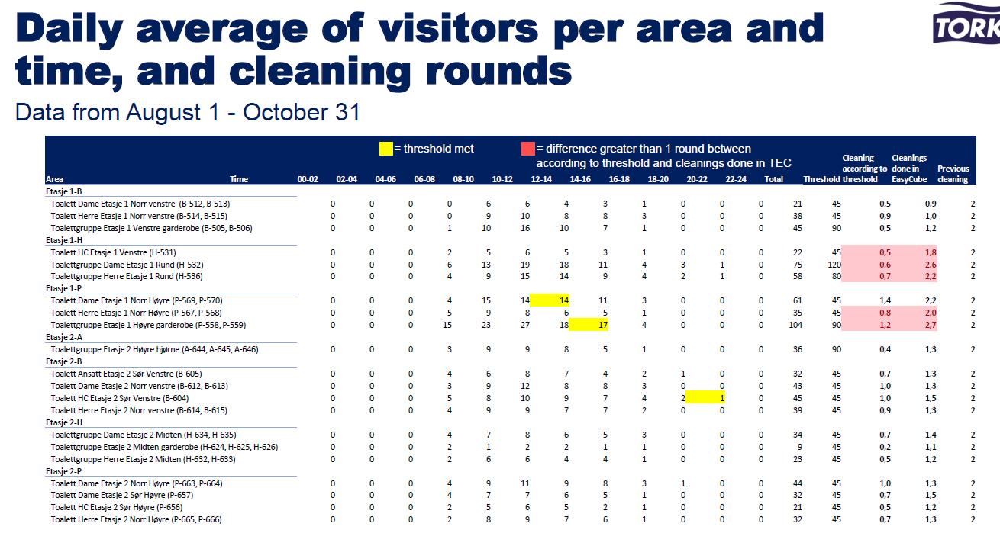 Daily average of visitors per area and
time, and cleaning rounds
TORK
Data from August 1 - October 31
= threshold met
= difference greater than 1 round between
according to threshold and cleanings done in TEC
Area Time 00-02 02-04 04-06 06-08 08-10 10-12 12-14 14-16 16-18 18-20 20-22 22-24 Total Threshold Cleaning according to threshold Cleanings done in EasyCube Previous cleaning
Etasje 1-B
Toalett Dame Etasje 1 Norr venstre (B-512, B-513) 0 0 0 0 6 6 4 3 1 0 0 0 21 45 0,5 0,9 2
Toalett Herre Etasje 1 Norr venstre (B-514, B-515) 0 0 0 0 9 10 8 8 3 0 0 0 38 45 0,9 1,0 2
Toalettgruppe Etasje 1 Venstre garderobe (B-505, B-506) 0 0 0 1 10 16 10 7 1 0 0 0 45 90 0,5 1,2 2
Etasje 1-H
Toalett HC Etasje 1 Venstre (H-531) 0 0 0 2 5 6 5 3 1 0 0 0 22 45 0,5 1,8 2
Toalettgruppe Dame Etasje 1 Rund (H-532) 0 0 0 6 13 19 18 11 4 3 1 0 75 120 0,6 2,6 2
Toalettgruppe Herre Etasje 1 Rund (H-536) 0 0 0 4 9 15 14 9 4 2 1 0 58 80 0,7 2,2 2
Etasje 1-P
Toalett Dame Etasje 1 Norr Høyre (P-569, P-570) 0 0 0 4 15 14 14 11 3 0 0 0 61 45 1,4 2,2 2
Toalett Herre Etasje 1 Norr Høyre (P-567, P-568) 0 0 0 5 9 8 6 5 1 0 0 0 35 45 0,8 2,0 2
Toalettgruppe Etasje 1 Høyre garderobe (P-558, P-559) 0 0 0 15 23 27 18 17 4 0 0 0 104 90 1,2 2,7 2
Etasje 2-A
Toalettgruppe Etasje 2 Høyre hjørne (A-644, A-645, A-646) 0 0 0 3 9 9 8 5 1 0 0 0 36 90 0,4 1,3 2
Etasje 2-B
Toalett Ansatt Etasje 2 Sør Venstre (B-605) 0 0 0 4 6 8 7 4 2 1 0 0 32 45 0,7 1,3 2
Toalett Dame Etasje 2 Norr venstre (B-612, B-613) 0 0 0 3 9 12 8 8 3 0 0 0 43 45 1,0 1,3 2
Toalett HC Etasje 2 Sør Venstre (B-604) 0 0 0 5 8 10 9 7 4 2 1 0 45 45 1,0 1,5 2
Toalett Herre Etasje 2 Norr venstre (B-614, B-615) 0 0 0 4 9 9 7 7 2 0 0 0 39 45 0,9 1,3 2
Etasje 2-H
Toalettgruppe Dame Etasje 2 Midten (H-634, H-635) 0 0 0 4 7 8 6 5 3 0 0 0 34 45 0,7 1,4 2
Toalettgruppe Etasje 2 Midten garderobe (H-624, H-625, H-626) 0 0 0 2 1 2 2 1 1 0 0 0 9 45 0,2 1,1 2
Toalettgruppe Herre Etasje 2 Midten (H-632, H-633) 0 0 0 2 6 6 4 4 1 0 0 0 23 45 0,5 1,2 2
Etasje 2-P
Toalett Dame Etasje 2 Norr Høyre (P-663, P-664) 0 0 0 4 9 11 9 8 3 1 0 0 44 45 1,0 1,3 2
Toalett Dame Etasje 2 Sør Høyre (P-657) 0 0 0 4 7 7 6 5 1 0 0 0 32 45 0,7 1,5 2
Toalett HC Etasje 2 Sør Høyre (P-656) 0 0 0 2 5 6 5 2 1 0 0 0 21 45 0,5 1,2 2
Toalett Herre Etasje 2 Norr Høyre (P-665, P-666) 0 0 0 2 8 9 7 6 1 0 0 0 32 45 0,7 1,3 2